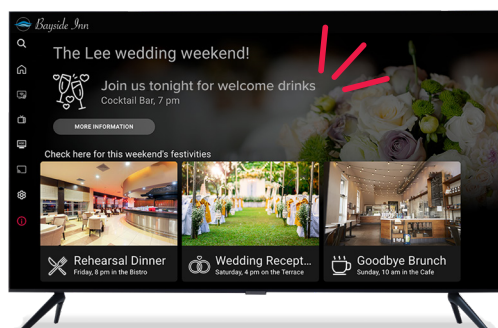 Bayside Inn
The Lee wedding weekend!
Join us tonight for welcome drinks
Cocktail Bar, 7 pm
MORE INFORMATION
Check here for this weekend's festivities
Rehearsal Dinner
Friday, 8 pm in the Bistro
Wedding Recept...
Saturday, 4 pm on the Terrace
Goodbye Brunch
Sunday, 10 am in the Cafe